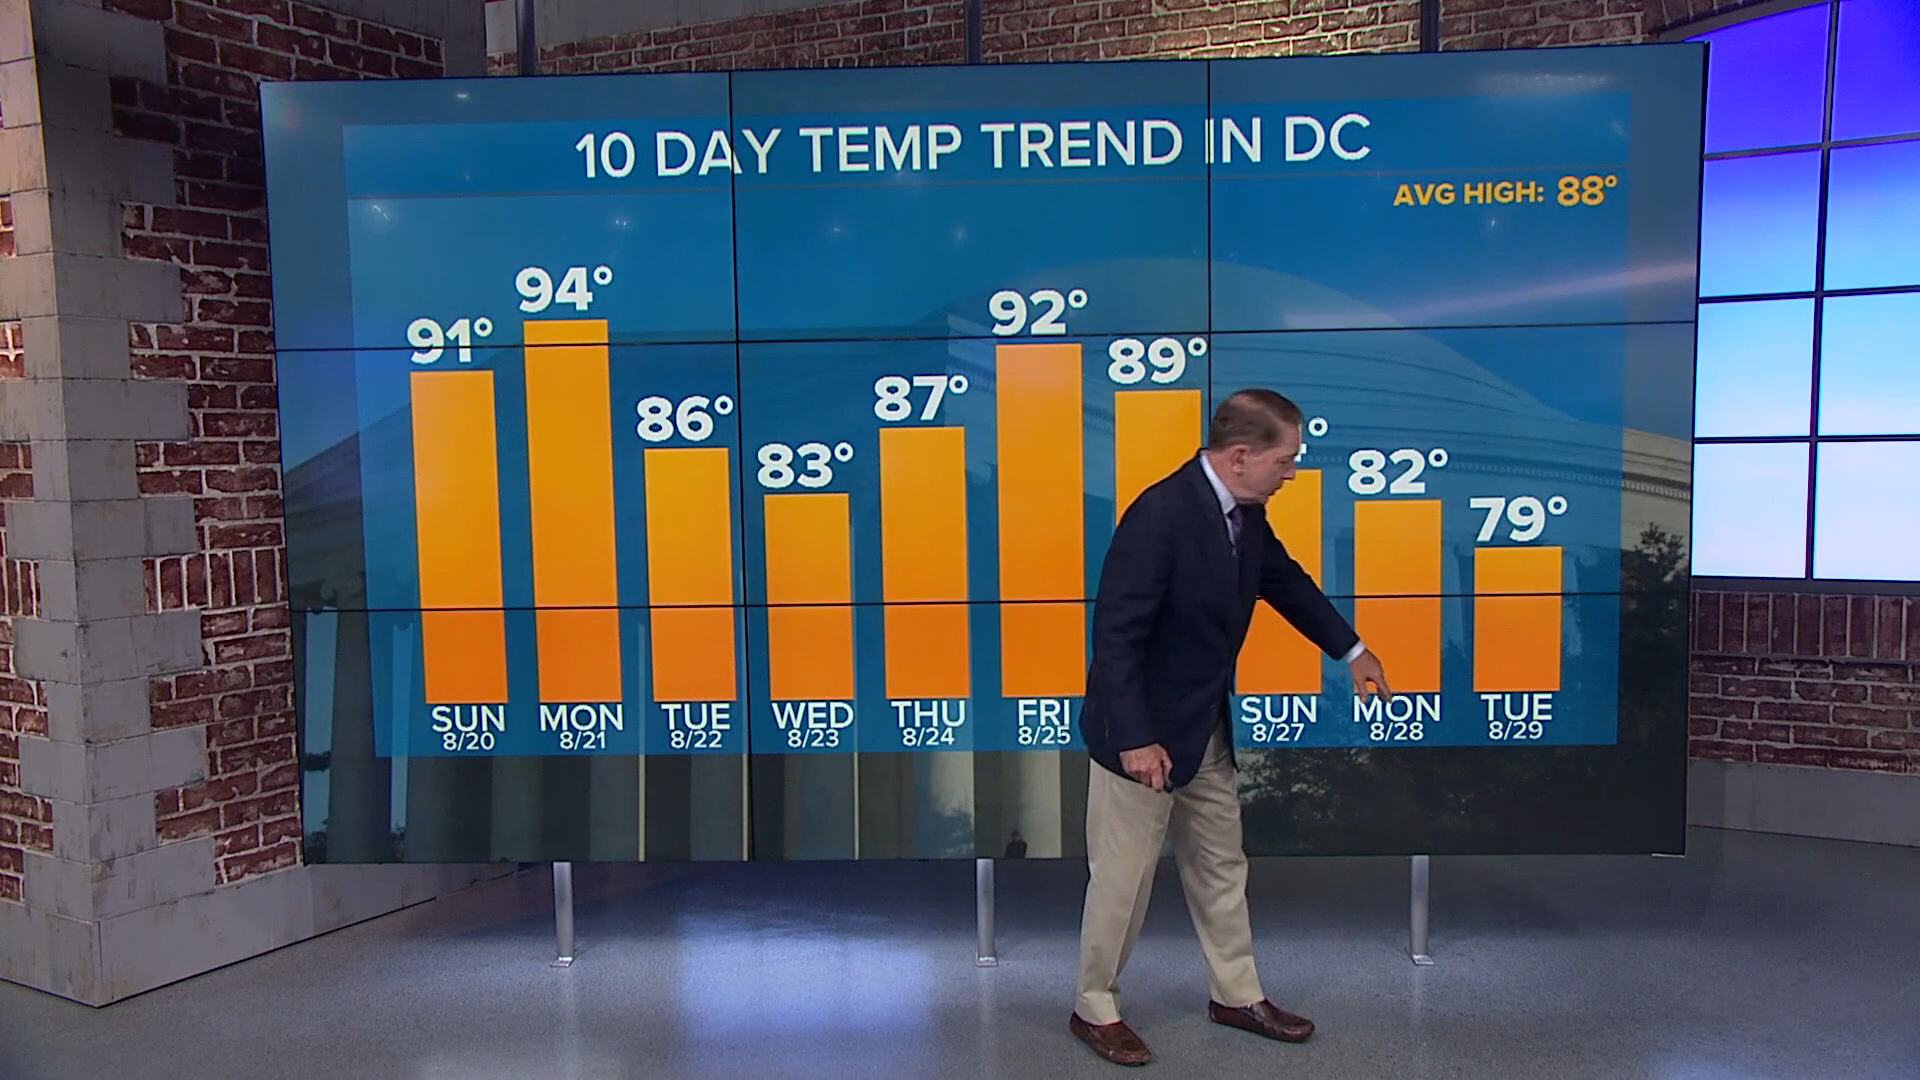 10 DAY TEMP TREND IN DC
AVG HIGH: 88°
91° 94° 86° 83° 87° 92° 89° 82° 79°
SUN MON TUE WED THU FRI SUN MON TUE
8/20 8/21 8/22 8/23 8/24 8/25 8/27 8/28 8/29